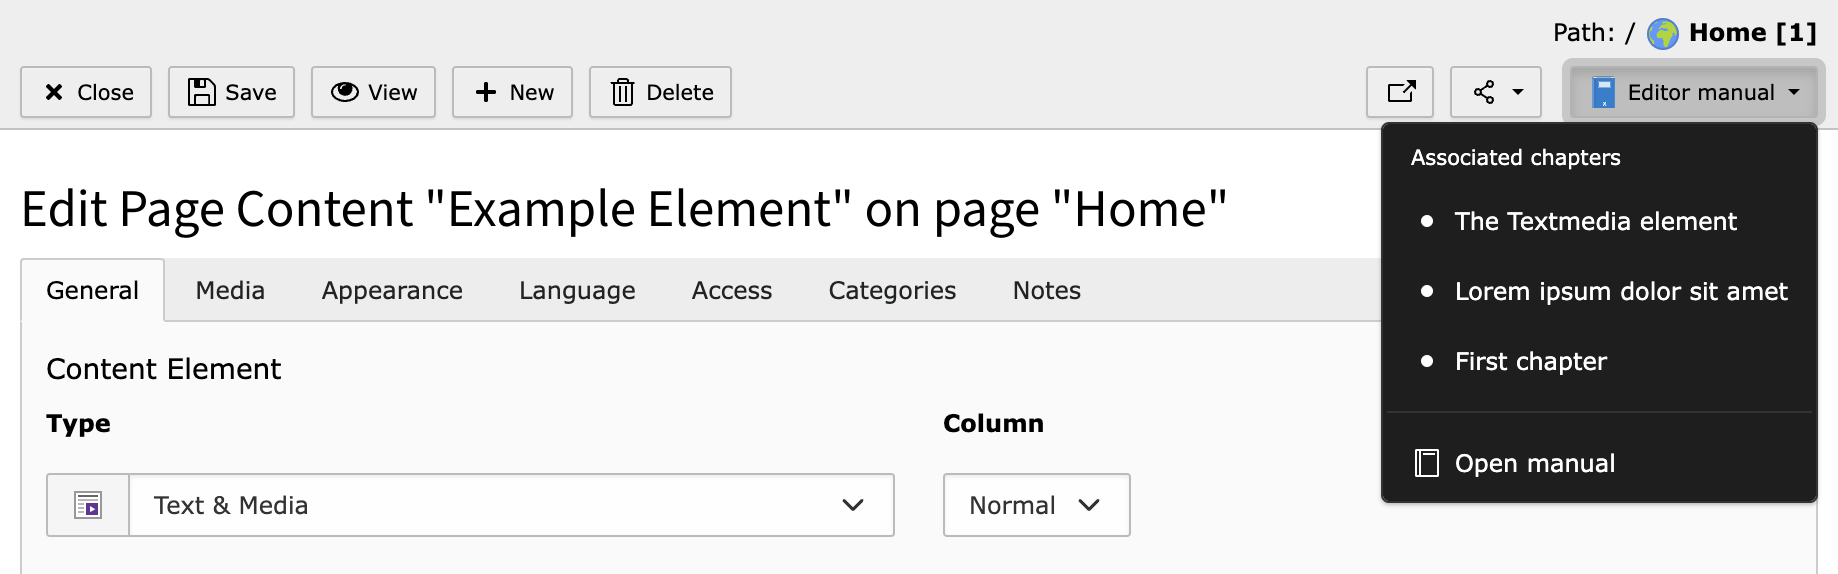 Path: / Home [1]
Close Save View New Delete Editor manual
Associated chapters
The Textmedia element
Lorem ipsum dolor sit amet
First chapter
Open manual
Edit Page Content "Example Element" on page "Home"
General Media Appearance Language Access Categories Notes
Content Element
Type Column
Text & Media Normal